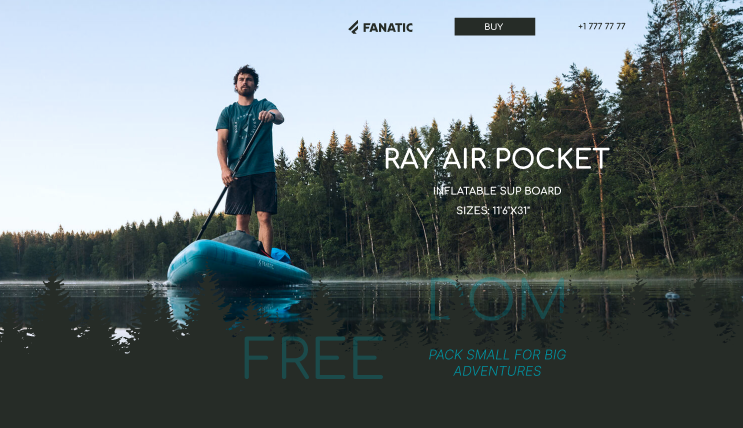 FANATIC
BUY
+1 777 77 77
RAY AIR POCKET
INFLATABLE SUP BOARD
SIZES: 11'6"X31"
FREE
PACK SMALL FOR BIG
ADVENTURES